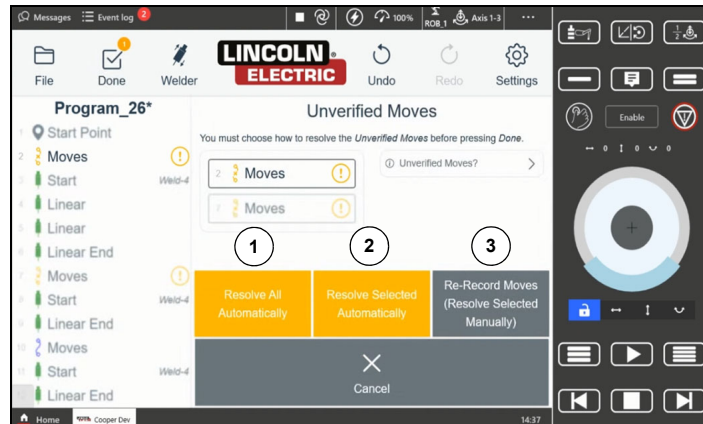 Messages Event log 2
100% Σ ROB_1 Axis 1-3 ...
File Done Welder LINCOLN ELECTRIC Undo Redo Settings
Program_26*
1 Start Point
2 Moves
3 Start Weld-4
4 Linear
5 Linear
6 Linear End
7 Moves
8 Start Weld-4
9 Linear End
10 Moves
11 Start Weld-4
12 Linear End
Unverified Moves
You must choose how to resolve the Unverified Moves before pressing Done.
2 Moves
7 Moves
Unverified Moves?
1 2 3
Resolve All
Automatically
Resolve Selected
Automatically
Re-Record Moves
(Resolve Selected
Manually)
Cancel
Enable
0 0 0
Home Cooper Dev 14:37